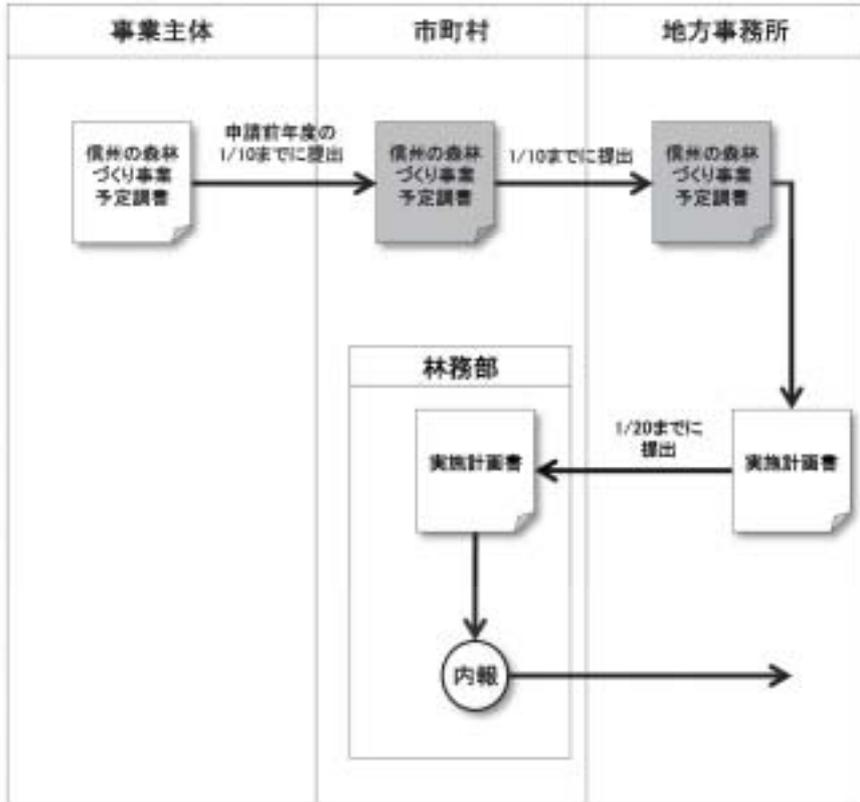 事業主体
市町村
地方事務所
信州の森林
づくり事業
予定調書
申請前年度の
1/10までに提出
信州の森林
づくり事業
予定調書
1/10までに提出
信州の森林
づくり事業
予定調書
林務部
実施計画書
1/20までに
提出
実施計画書
内報